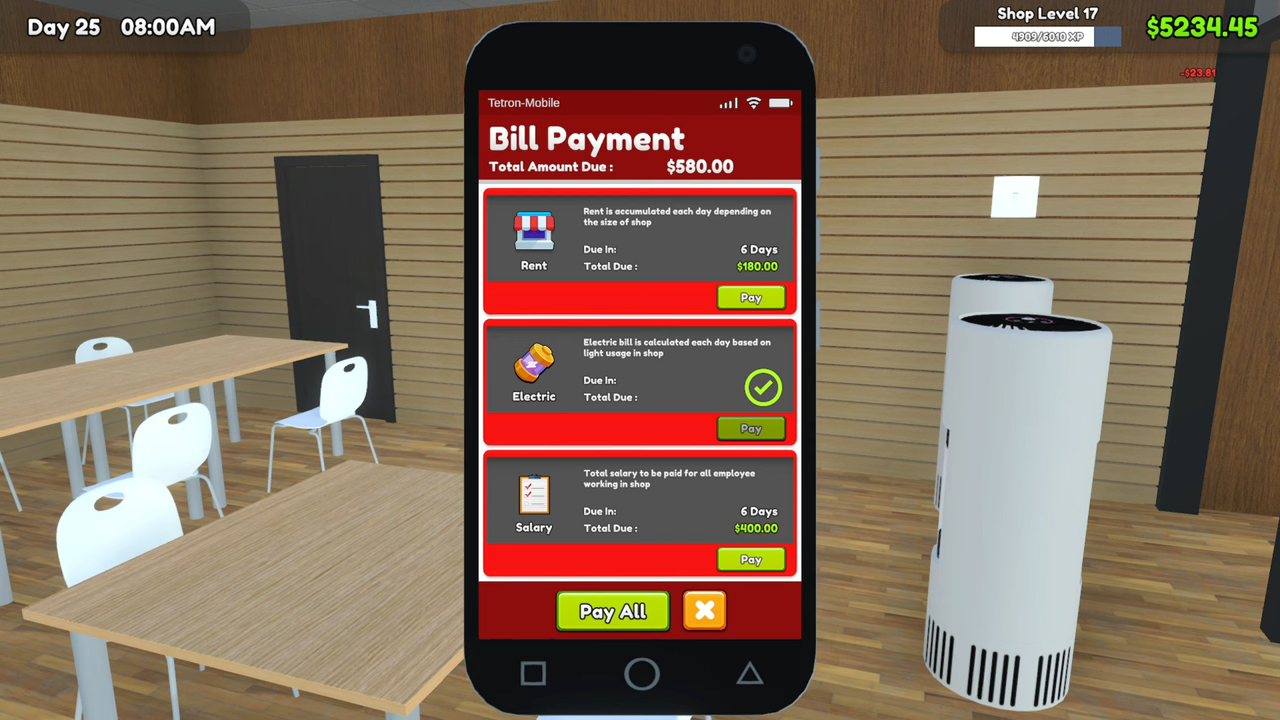 Day 25 08:00AM
Shop Level 17
4909/6010 XP
$5234.45
-$23.81
Tetron-Mobile
Bill Payment
Total Amount Due : $580.00
Rent is accumulated each day depending on
the size of shop
Rent
Due In: 6 Days
Total Due : $180.00
Pay
Electric bill is calculated each day based on
light usage in shop
Electric
Due In:
Total Due :
Pay
Total salary to be paid for all employee
working in shop
Salary
Due In: 6 Days
Total Due : $400.00
Pay
Pay All